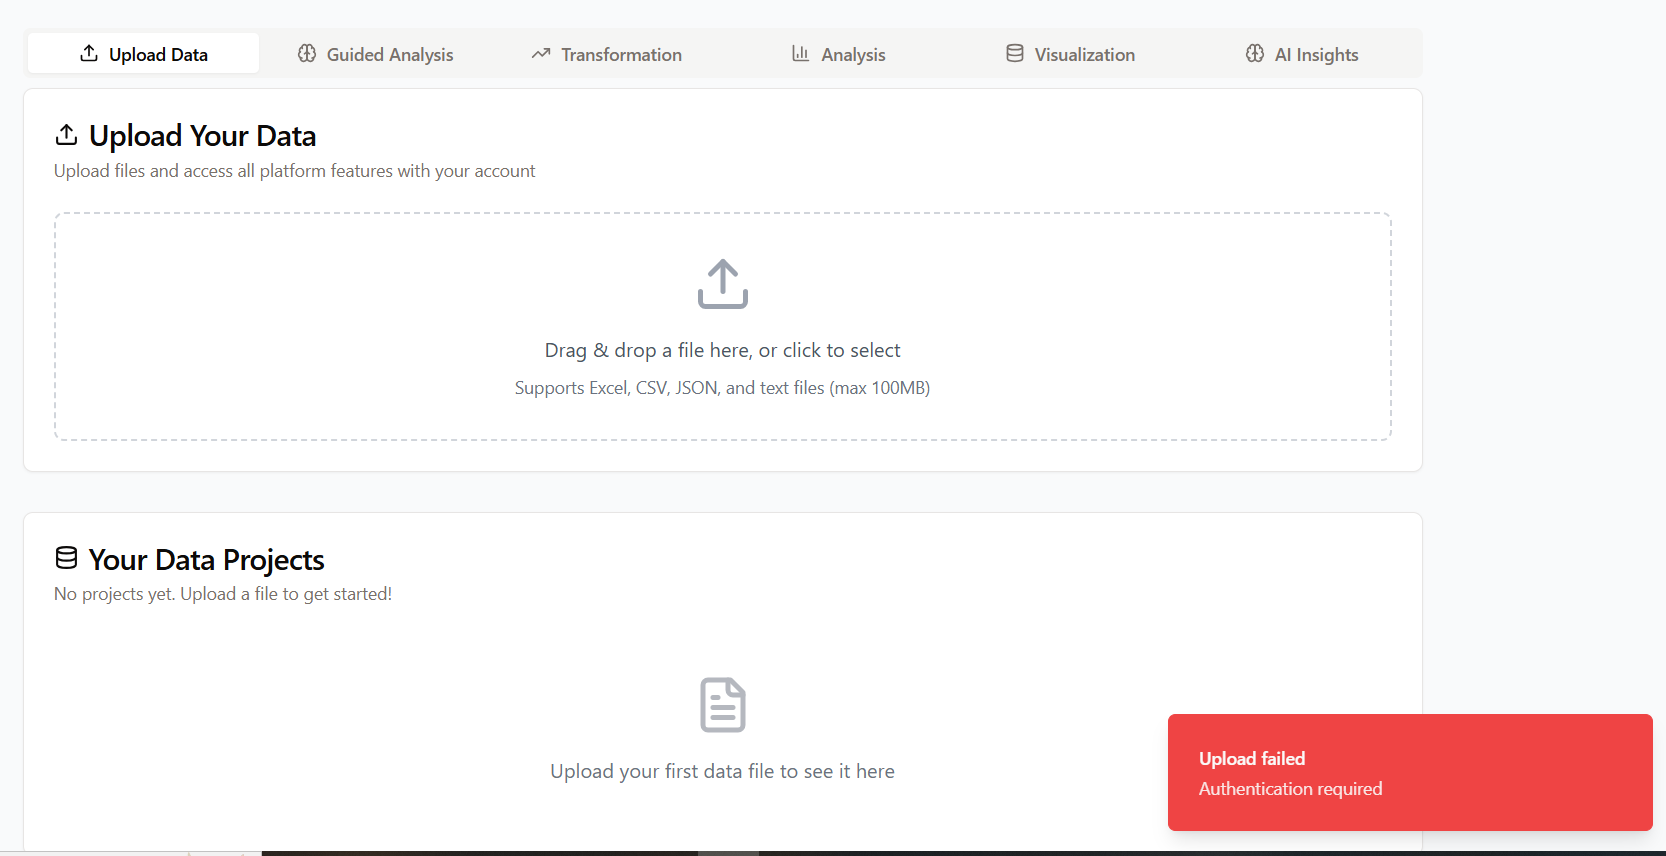 Upload Data
Guided Analysis
Transformation
Analysis
Visualization
AI Insights
Upload Your Data
Upload files and access all platform features with your account
Drag & drop a file here, or click to select
Supports Excel, CSV, JSON, and text files (max 100MB)
Your Data Projects
No projects yet. Upload a file to get started!
Upload your first data file to see it here
Upload failed
Authentication required